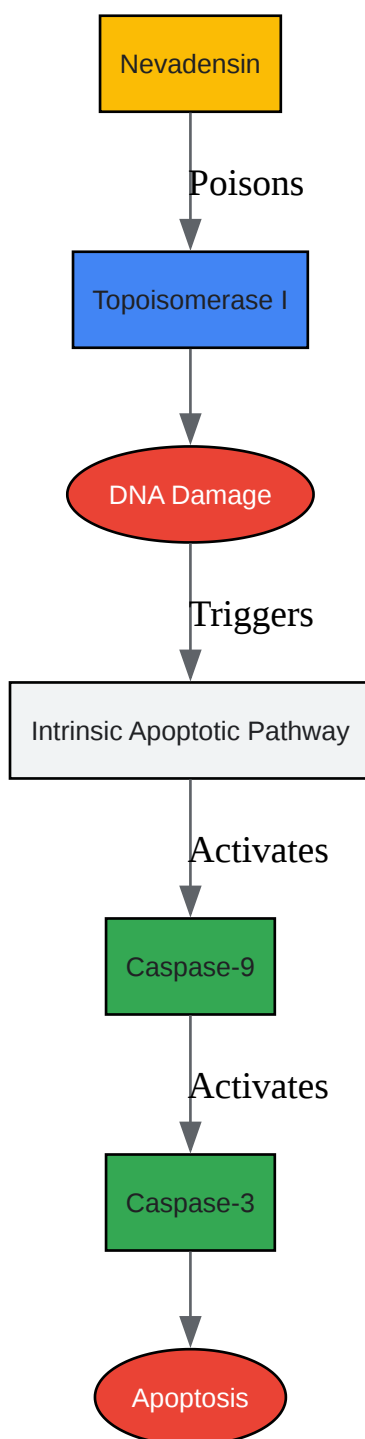 Nevadensin
Poisons
Topoisomerase I
DNA Damage
Triggers
Intrinsic Apoptotic Pathway
Activates
Caspase-9
Activates
Caspase-3
Apoptosis